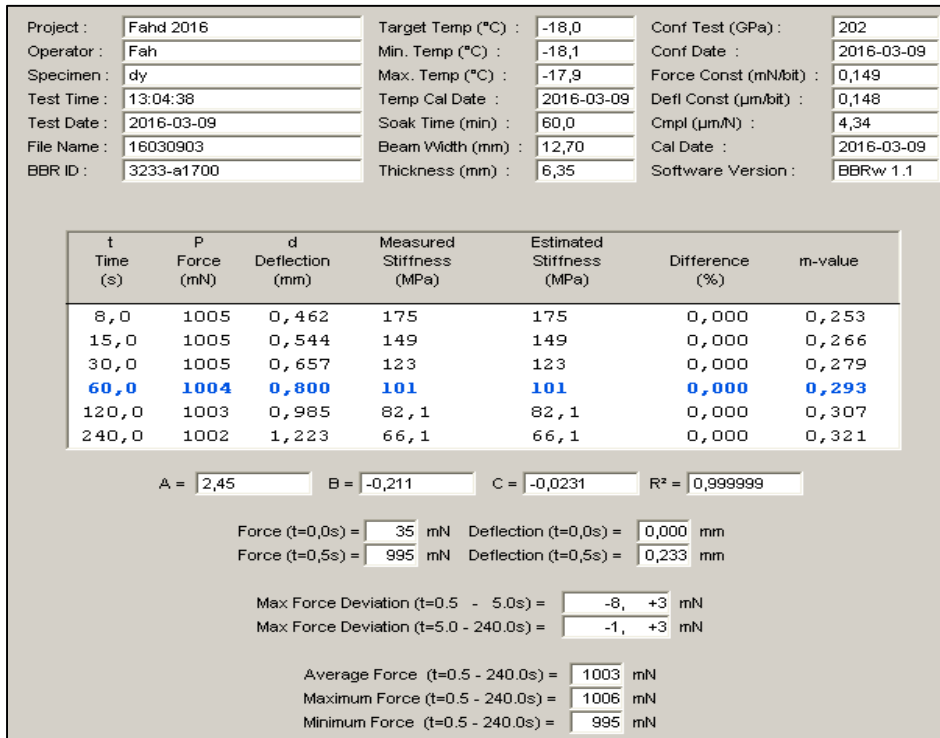 Project : Fahd 2016 Target Temp (°C) : -18,0 Conf Test (GPa) : 202
Operator : Fah Min. Temp (°C) : -18,1 Conf Date : 2016-03-09
Specimen : dy Max. Temp (°C) : -17,9 Force Const (mN/bit) : 0,149
Test Time : 13:04:38 Temp Cal Date : 2016-03-09 Defl Const (µm/bit) : 0,148
Test Date : 2016-03-09 Soak Time (min) : 60,0 Cmpl (µm/N) : 4,34
File Name : 16030903 Beam Width (mm) : 12,70 Cal Date : 2016-03-09
BBR ID : 3233-a1700 Thickness (mm) : 6,35 Software Version : BBRw 1.1
t P d Measured Estimated
Time Force Deflection Stiffness Stiffness Difference m-value
(s) (mN) (mm) (MPa) (MPa) (%)
8,0 1005 0,462 175 175 0,000 0,253
15,0 1005 0,544 149 149 0,000 0,266
30,0 1005 0,657 123 123 0,000 0,279
60,0 1004 0,800 101 101 0,000 0,293
120,0 1003 0,985 82,1 82,1 0,000 0,307
240,0 1002 1,223 66,1 66,1 0,000 0,321
A = 2,45 B = -0,211 C = -0,0231 R² = 0,999999
Force (t=0,0s) = 35 mN Deflection (t=0,0s) = 0,000 mm
Force (t=0,5s) = 995 mN Deflection (t=0,5s) = 0,233 mm
Max Force Deviation (t=0.5 - 5.0s) = -8, +3 mN
Max Force Deviation (t=5.0 - 240.0s) = -1, +3 mN
Average Force (t=0.5 - 240.0s) = 1003 mN
Maximum Force (t=0.5 - 240.0s) = 1006 mN
Minimum Force (t=0.5 - 240.0s) = 995 mN